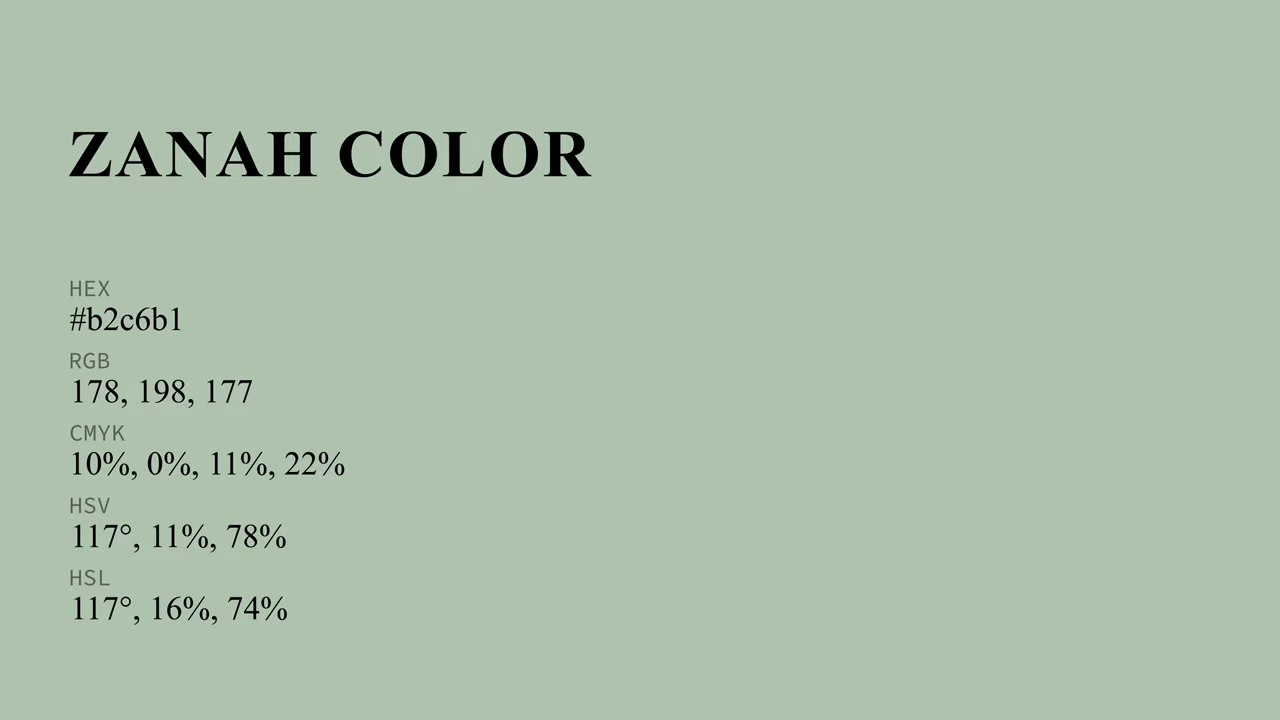 ZANAH COLOR
HEX
#b2c6b1
RGB
178, 198, 177
CMYK
10%, 0%, 11%, 22%
HSV
117°, 11%, 78%
HSL
117°, 16%, 74%